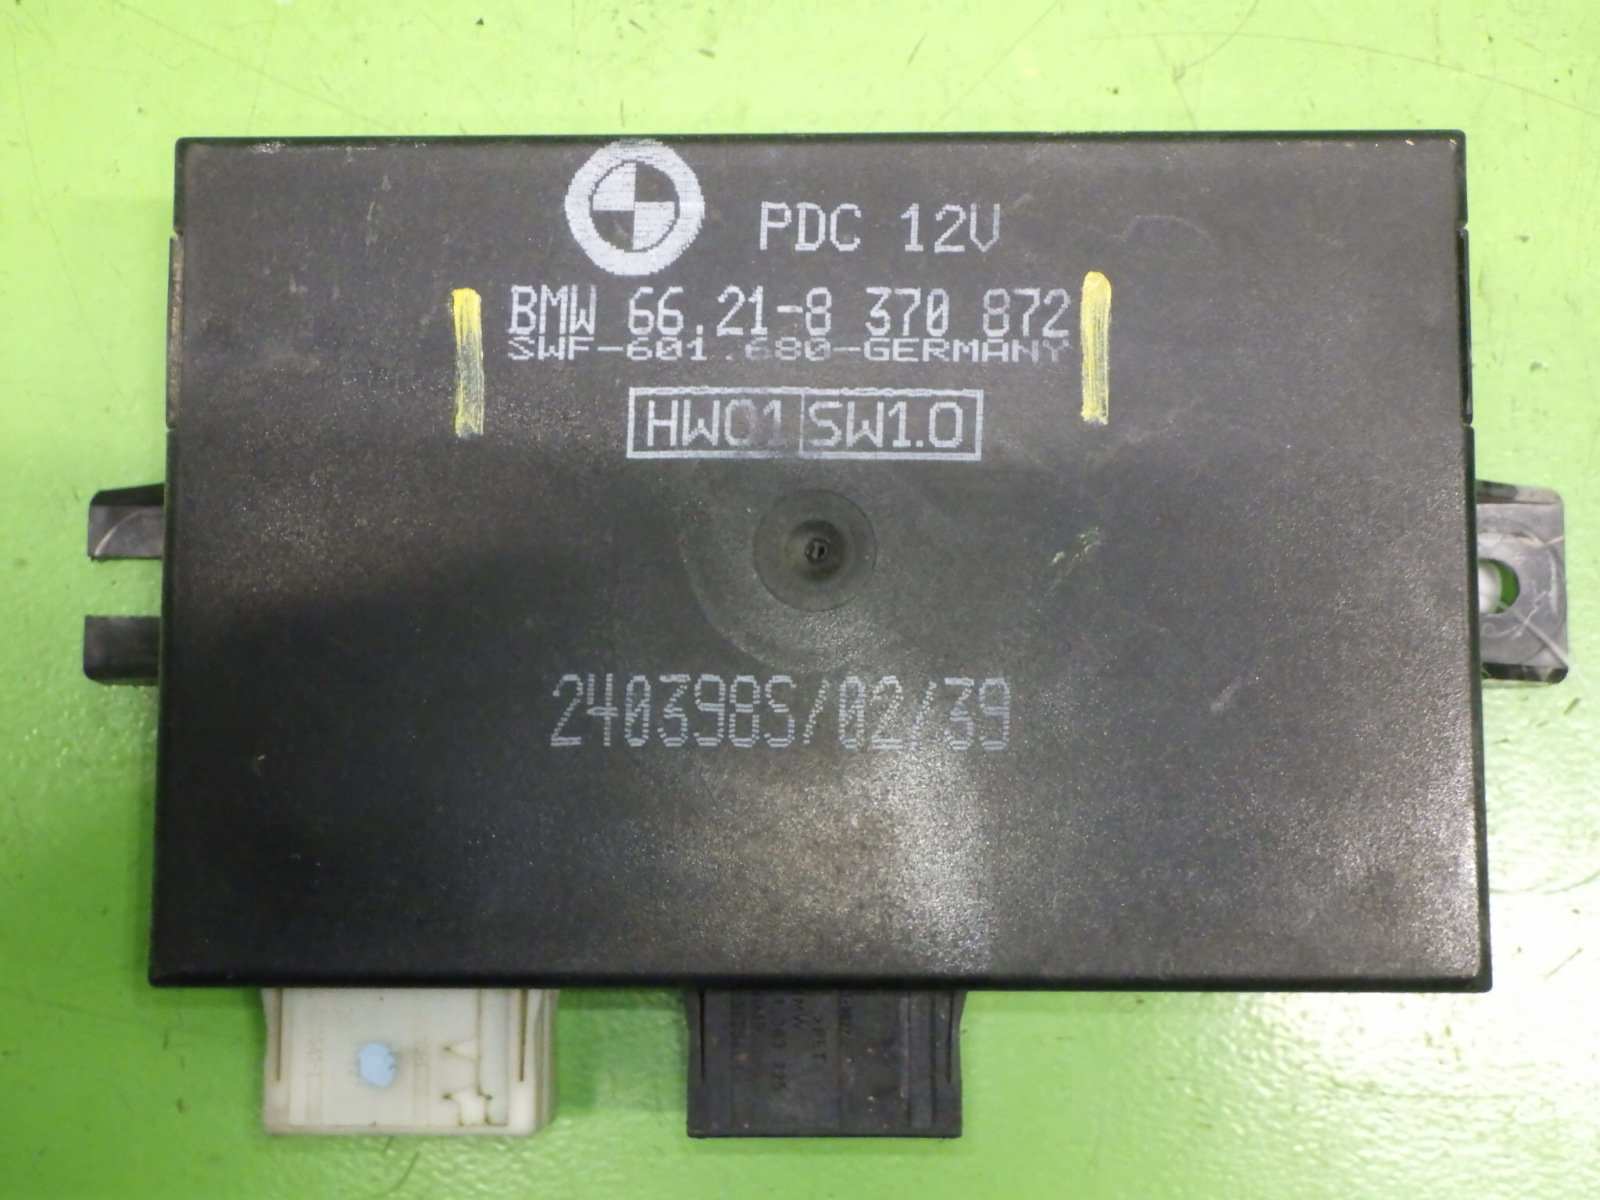 PDC 12V
BMW 66.21-8 370 872
SWF-601.680-GERMANY
HW01 SW1.0
240398S/02/39